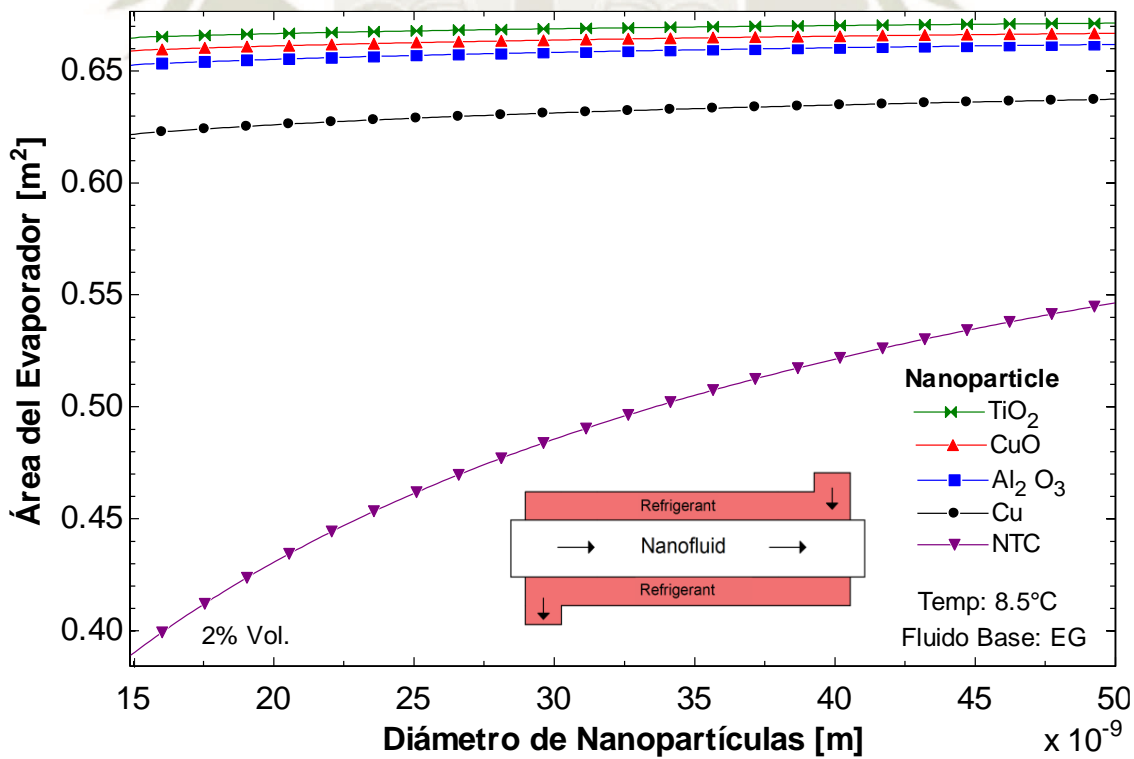 Área del Evaporador [m²]
0.65
0.60
0.55
0.50
0.45
0.40
Nanoparticle
TiO₂
CuO
Al₂ O₃
Cu
NTC
Refrigerant
Nanofluid
Refrigerant
Temp: 8.5°C
Fluido Base: EG
2% Vol.
15 20 25 30 35 40 45 50
Diámetro de Nanopartículas [m]
x 10⁻⁹